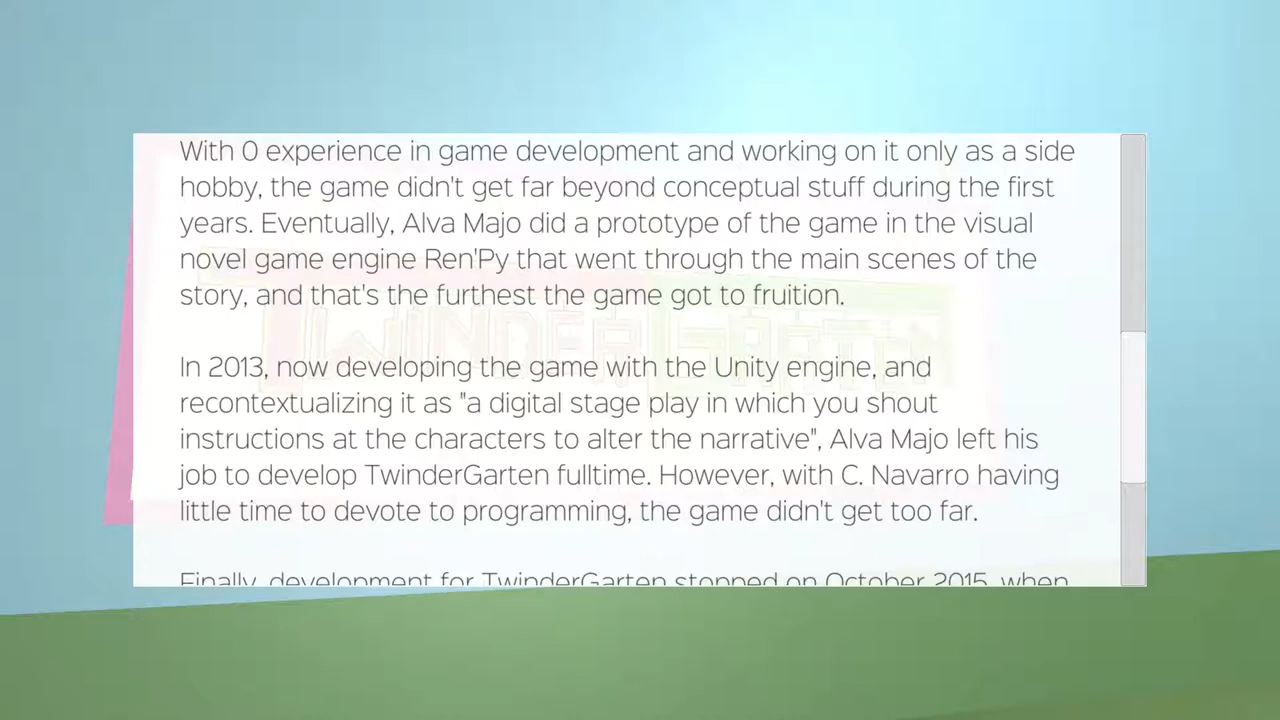 With 0 experience in game development and working on it only as a side
hobby, the game didn't get far beyond conceptual stuff during the first
years. Eventually, Alva Majo did a prototype of the game in the visual
novel game engine Ren'Py that went through the main scenes of the
story, and that's the furthest the game got to fruition.
TWINDER GARTEN
In 2013, now developing the game with the Unity engine, and
recontextualizing it as "a digital stage play in which you shout
instructions at the characters to alter the narrative", Alva Majo left his
job to develop TwinderGarten fulltime. However, with C. Navarro having
little time to devote to programming, the game didn't get too far.
Finally, development for TwinderGarten stopped on October 2015, when